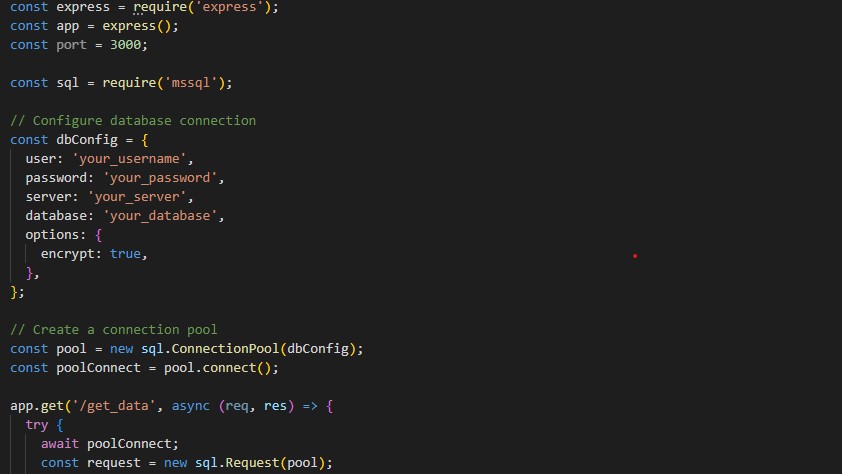 const express = require('express');
const app = express();
const port = 3000;
const sql = require('mssql');
// Configure database connection
const dbConfig = {
user: 'your_username',
password: 'your_password',
server: 'your_server',
database: 'your_database',
options: {
encrypt: true,
},
};
// Create a connection pool
const pool = new sql.ConnectionPool(dbConfig);
const poolConnect = pool.connect();
app.get('/get_data', async (req, res) => {
try {
await poolConnect;
const request = new sql.Request(pool);